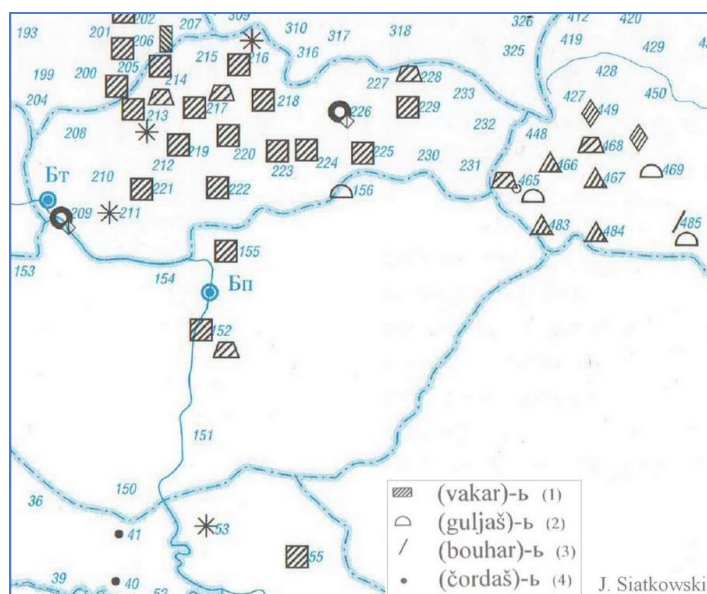 193 201 202 207 309 310 317 318 326 412 420
206 316 325 419 429
199 200 205 214 215 216 227 228 428
204 213 217 218 226 229 233 427 449 450
208 212 219 220 232 448 468
223 224 225 230 231 466 469
210 221 222 156 465 467
Бт
209 211
483 484 485
153 154 155
Бп
152
151
36 150
41 53
55
39 40 52
(vakar)-ь (1)
(guljaš)-ь (2)
(bouhar)-ь (3)
(čordaš)-ь (4)
J. Siatkowski